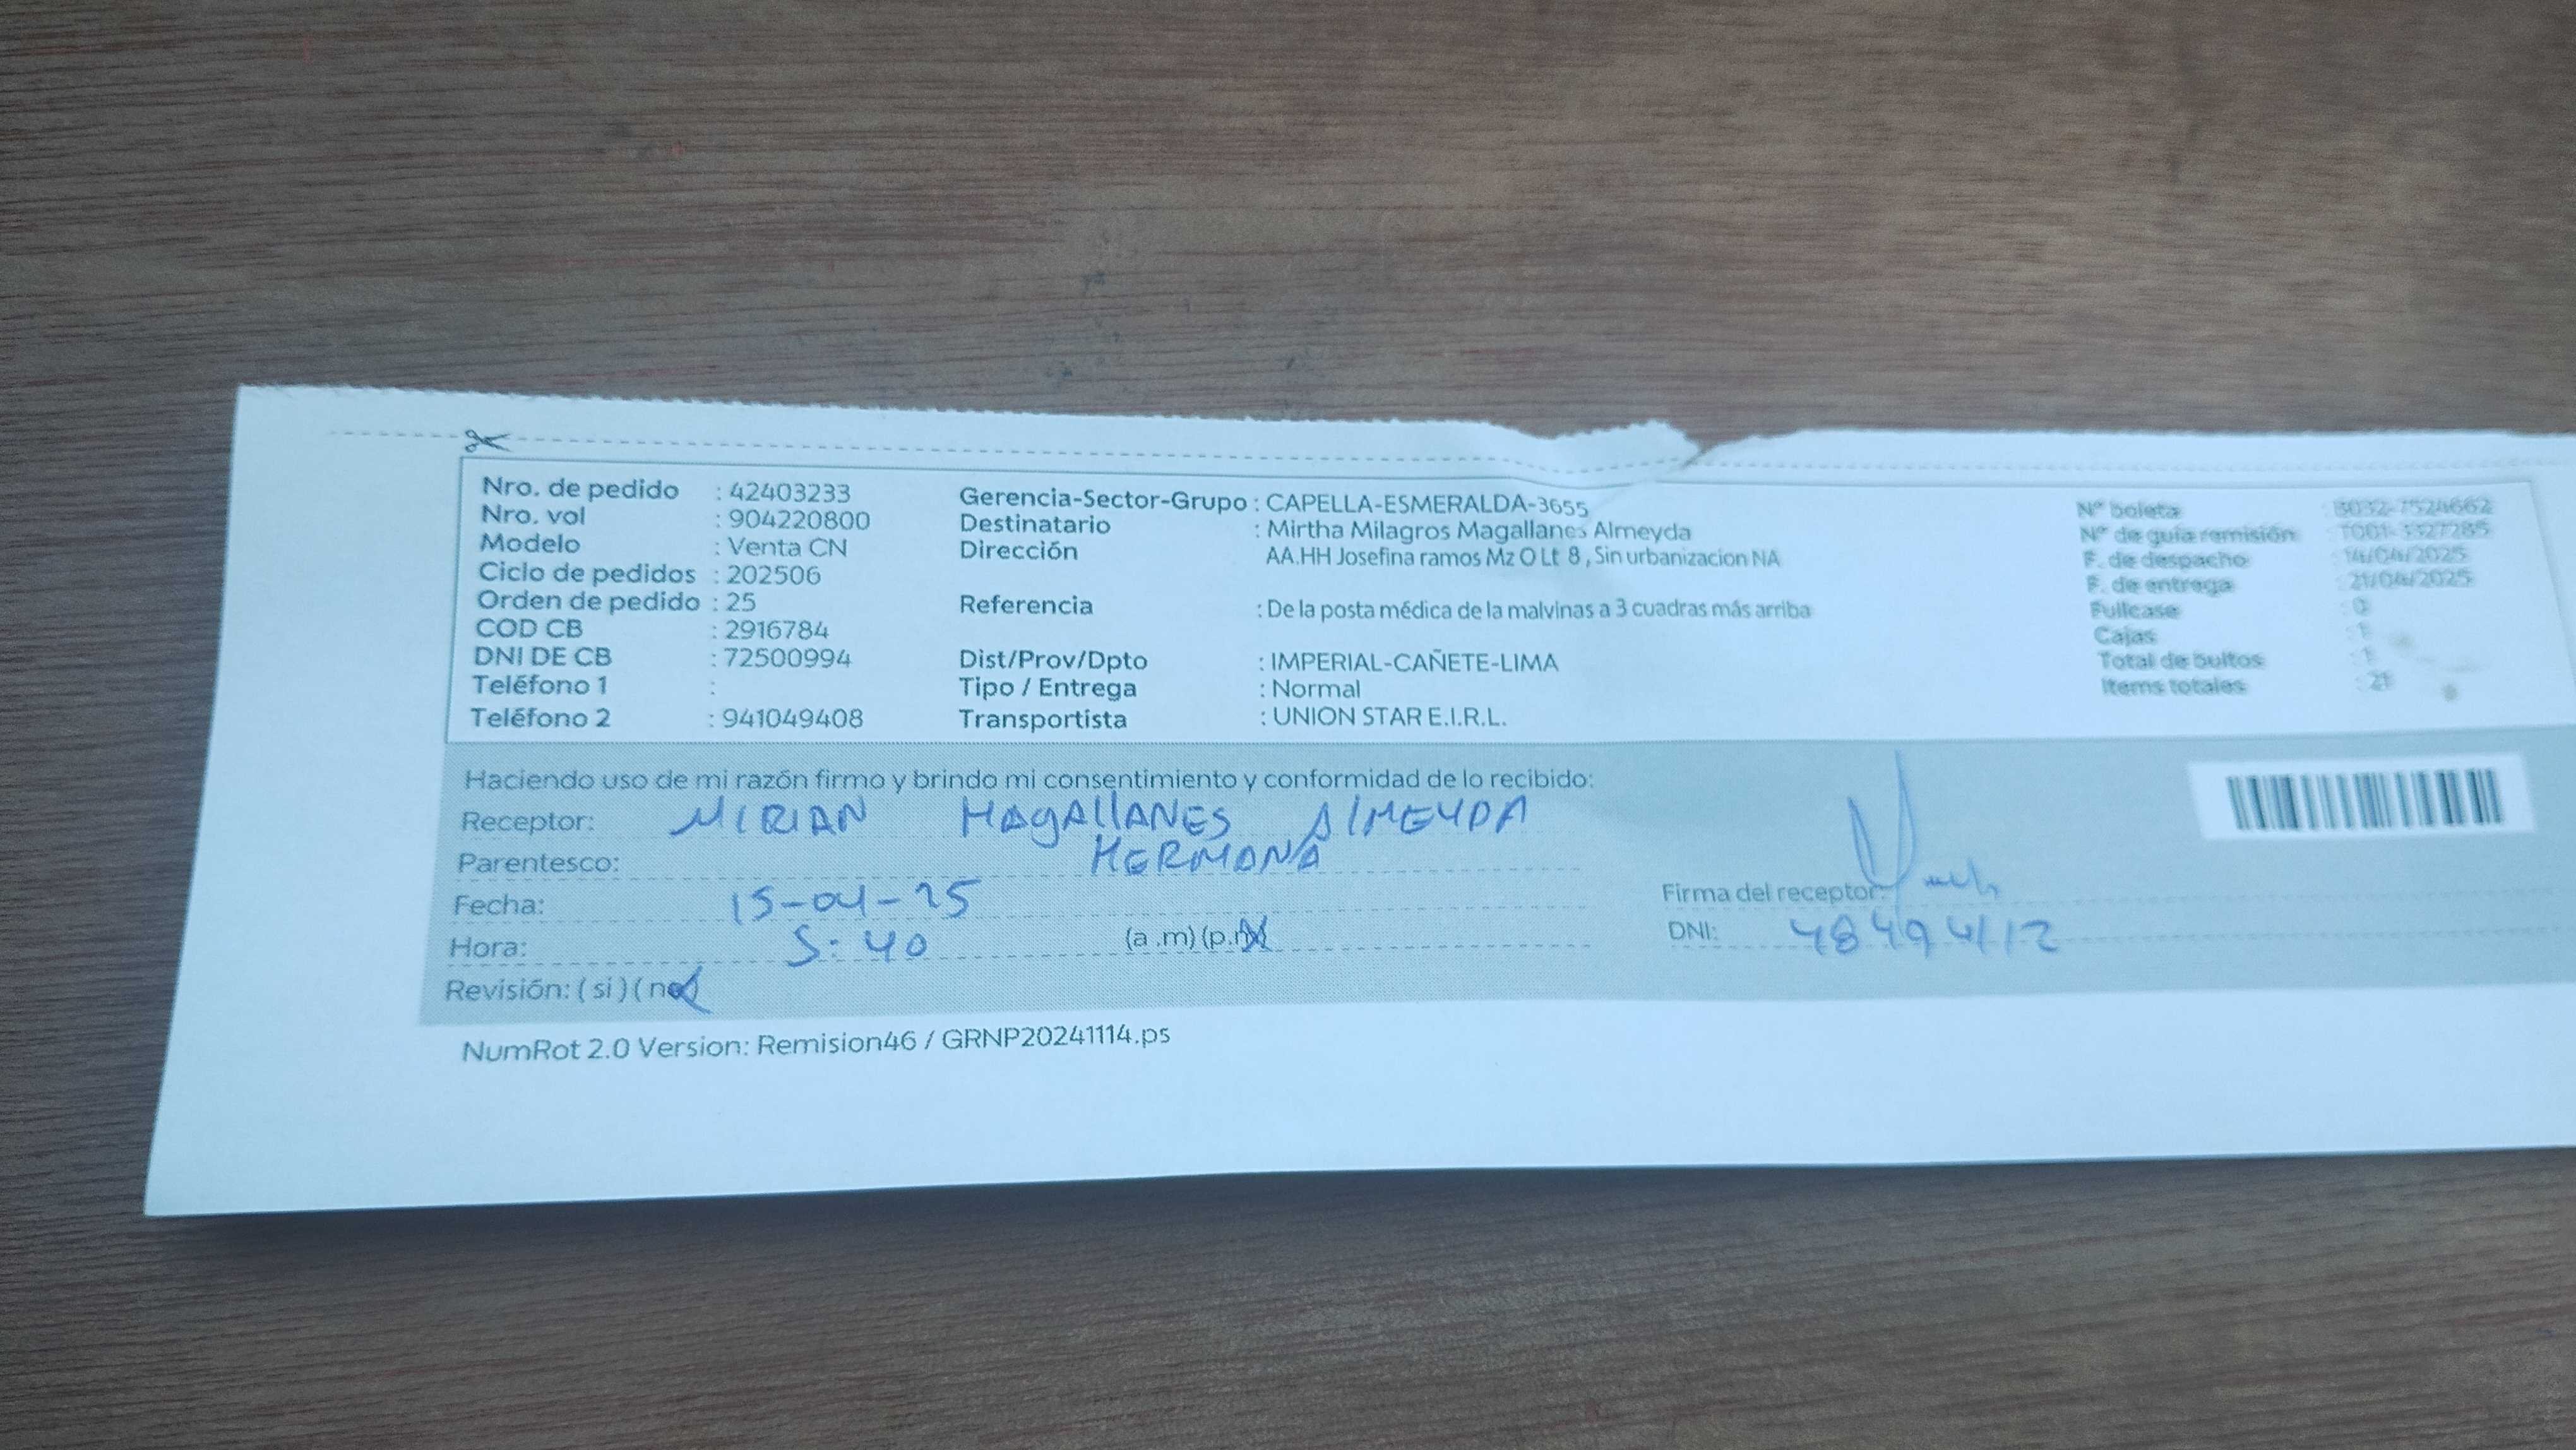 Nro. de pedido : 42403233
Nro. vol : 904220800
Modelo : Venta CN
Ciclo de pedidos : 202506
Orden de pedido : 25
COD CB : 2916784
DNI DE CB : 72500994
Teléfono 1 :
Teléfono 2 : 941049408
Gerencia-Sector-Grupo : CAPELLA-ESMERALDA-3655
Destinatario : Mirtha Milagros Magallanes Almeyda
Dirección AA.HH Josefina ramos Mz O Lt 8 , Sin urbanizacion NA
Referencia : De la posta médica de la malvinas a 3 cuadras más arriba
Dist/Prov/Dpto : IMPERIAL-CAÑETE-LIMA
Tipo / Entrega : Normal
Transportista : UNION STAR E.I.R.L.
N° boleta : B032-7524662
N° de guía remisión : T001-3327285
F. de despacho : 14/04/2025
F. de entrega : 21/04/2025
Fullcase : 0
Cajas : 1
Total de bultos : 1
Items totales : 21
Haciendo uso de mi razón firmo y brindo mi consentimiento y conformidad de lo recibido:
Receptor: MIRIAN MAGALLANES ALMEYDA
Parentesco: HERMANA
Fecha: 15-04-25
Hora: 5:40 (a .m) (p.m)
Revisión: ( si ) ( no )
Firma del receptor:
DNI: 48494112
NumRot 2.0 Version: Remision46 / GRNP20241114.ps